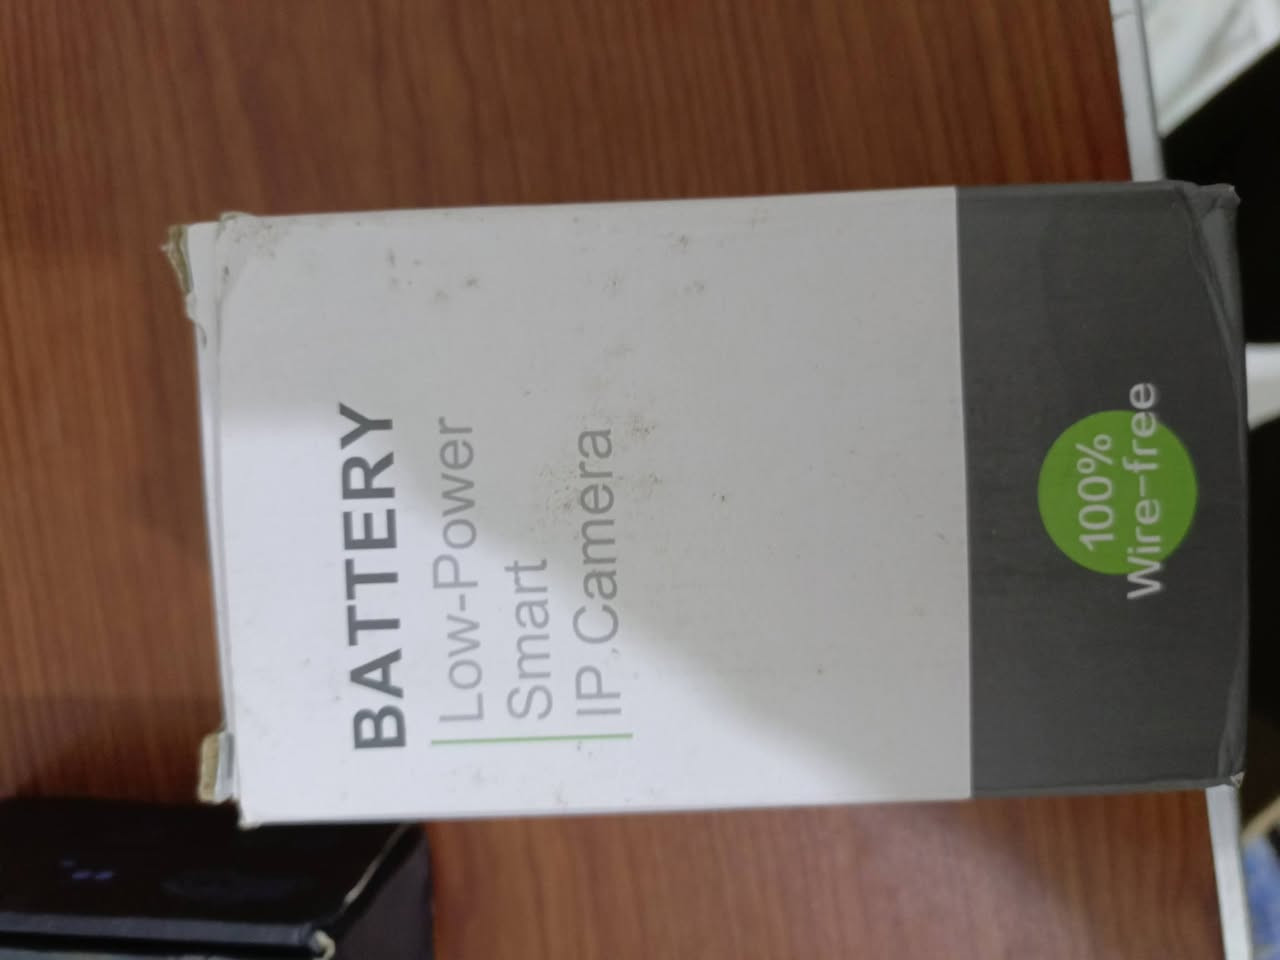 BATTERY
Low-Power
Smart
IP.Camera
100%
Wire-free